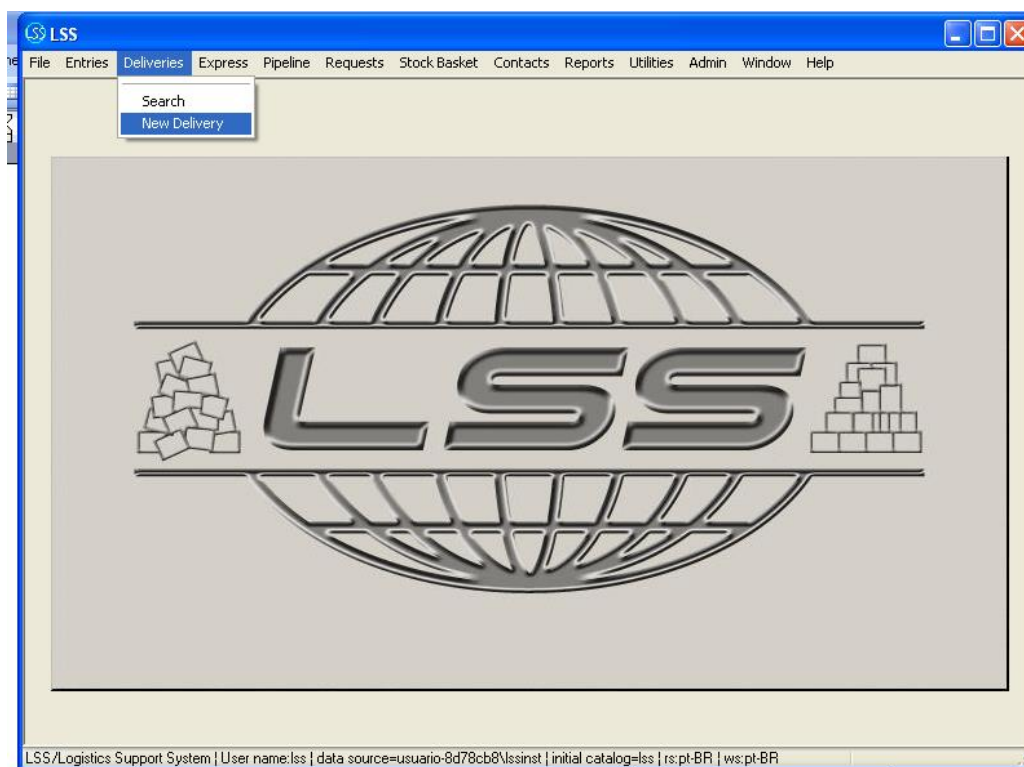 LSS
File Entries Deliveries Express Pipeline Requests Stock Basket Contacts Reports Utilities Admin Window Help
Search
New Delivery
LSS
LSS/Logistics Support System | User name:lss | data source=usuario-8d78cb8\lssinst | initial catalog=lss | rs:pt-BR | ws:pt-BR